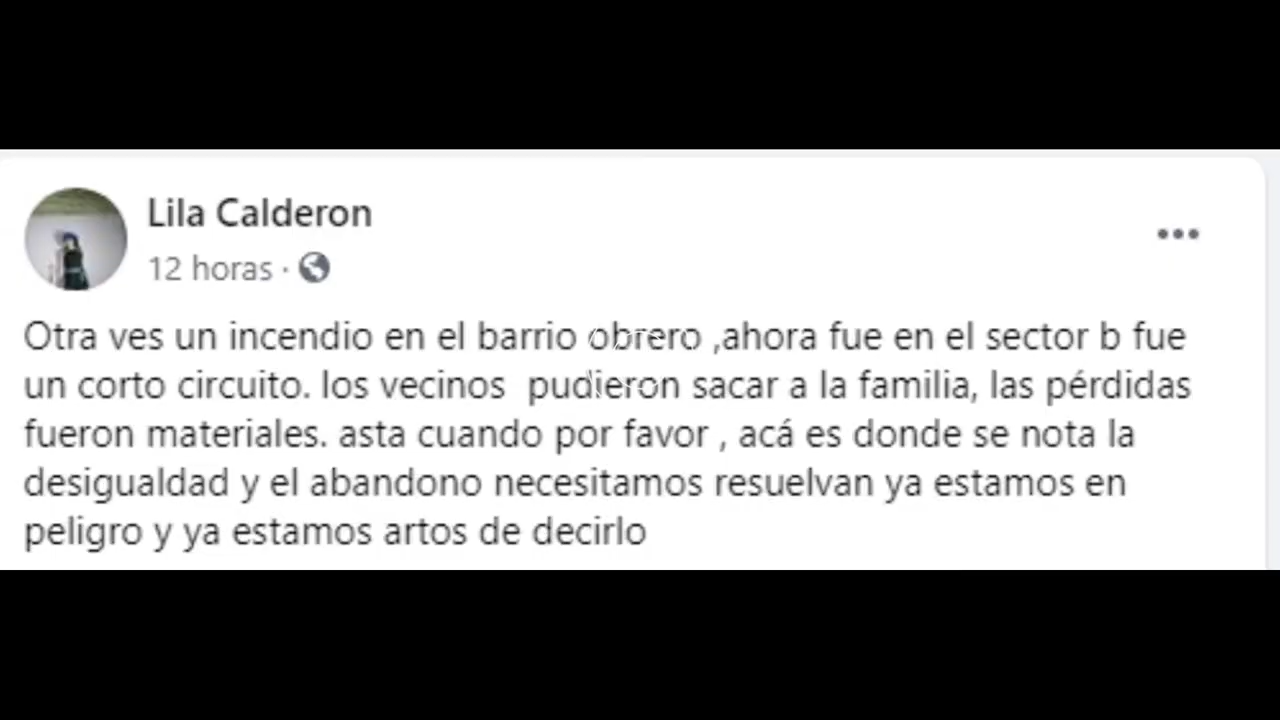 Lila Calderon
12 horas ·
Otra ves un incendio en el barrio obrero ,ahora fue en el sector b fue
un corto circuito. los vecinos  pudieron sacar a la familia, las pérdidas
fueron materiales. asta cuando por favor , acá es donde se nota la
desigualdad y el abandono necesitamos resuelvan ya estamos en
peligro y ya estamos artos de decirlo